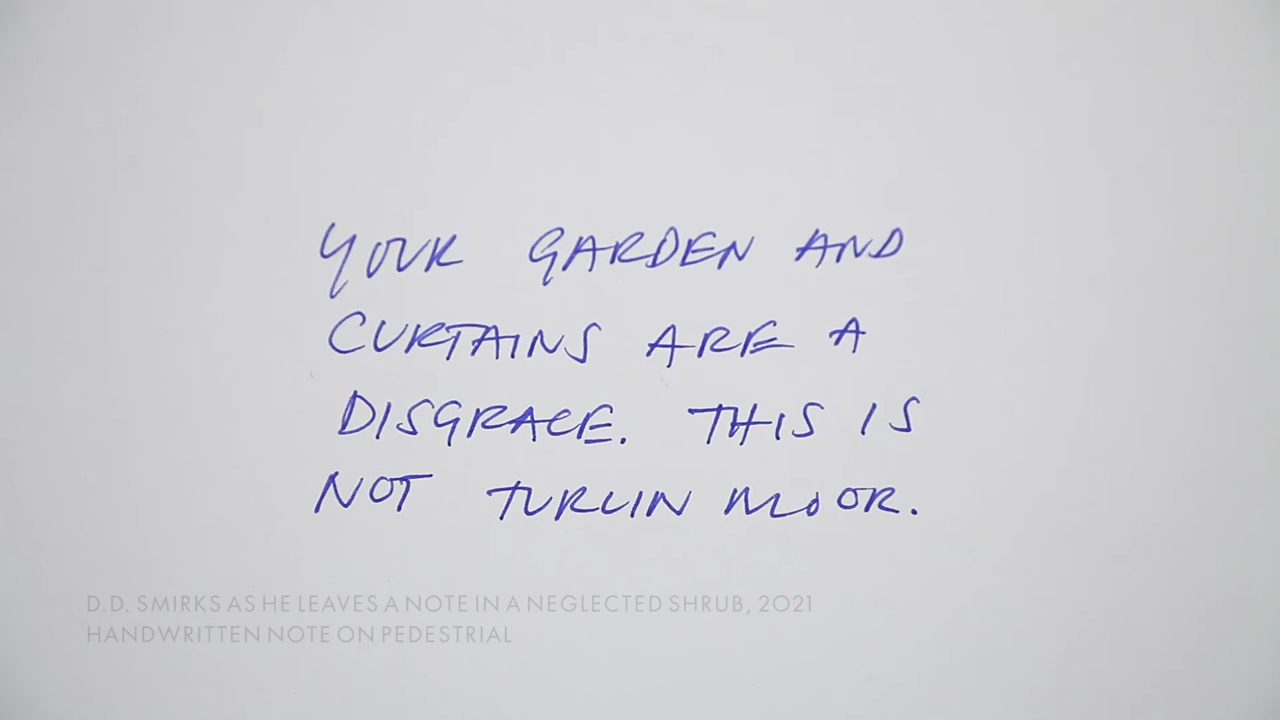 YOUR GARDEN AND
CURTAINS ARE A
DISGRACE. THIS IS
NOT TURLIN MOOR.
D.D. SMIRKS AS HE LEAVES A NOTE IN A NEGLECTED SHRUB, 2021
HANDWRITTEN NOTE ON PEDESTRIAL